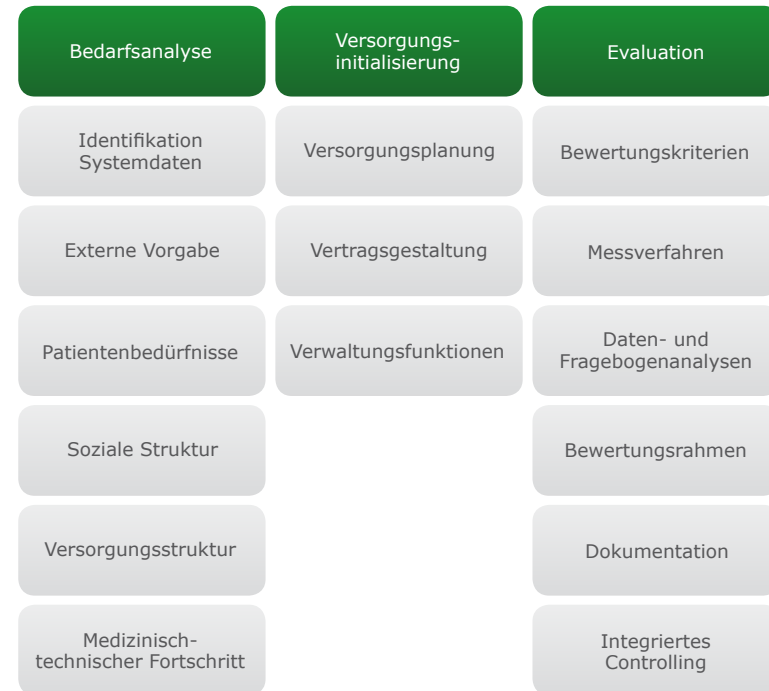 Bedarfsanalyse
Identifikation
Systemdaten
Externe Vorgabe
Patientenbedürfnisse
Soziale Struktur
Versorgungsstruktur
Medizinisch-
technischer Fortschritt
Versorgungs-
initialisierung
Versorgungsplanung
Vertragsgestaltung
Verwaltungsfunktionen
Evaluation
Bewertungskriterien
Messverfahren
Daten- und
Fragebogenanalysen
Bewertungsrahmen
Dokumentation
Integriertes
Controlling